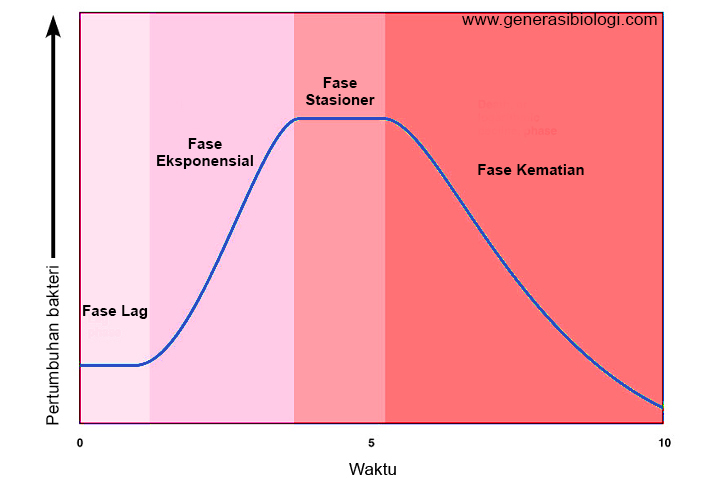 www.generasibiologi.com
Fase
Stasioner
Fase
Eksponensial
Fase Kematian
Fase Lag
Pertumbuhan bakteri
0
5
10
Waktu